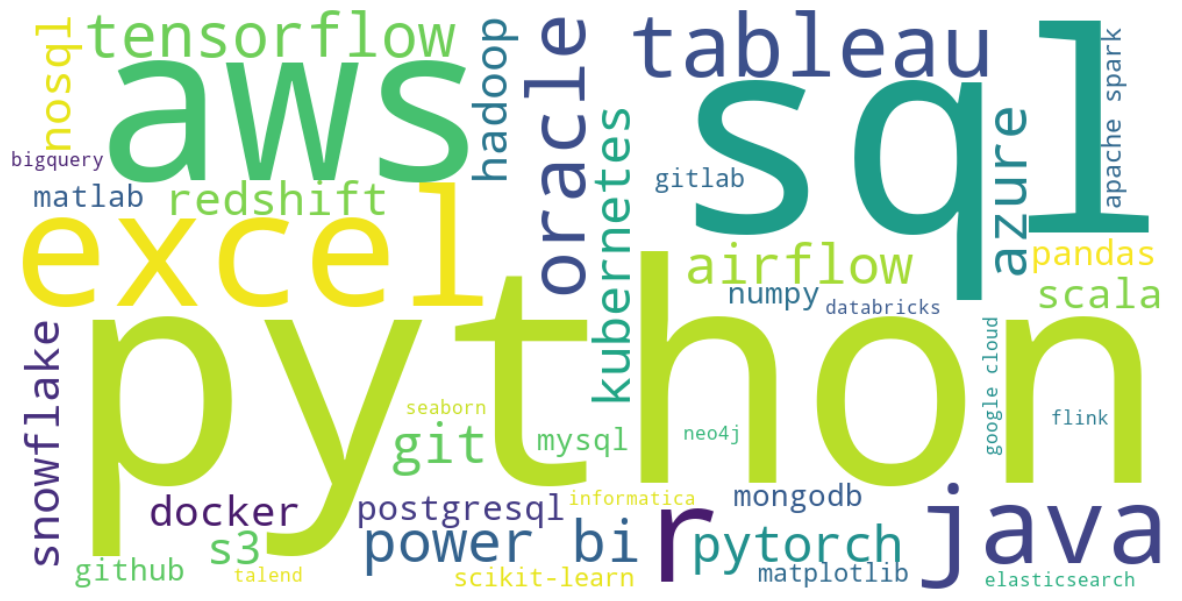 nosql
tensorflow
aws
hadoop
oracle
tableau
sql
apache spark
bigquery
matlab
redshift
kubernetes
gitlab
azure
excel
airflow
pandas
numpy
databricks
scala
snowflake
python
google cloud
seaborn
git
mysql
neo4j
flink
docker
postgresql
informatica
mongodb
r
java
s3
power bi
pytorch
github
talend
scikit-learn
matplotlib
elasticsearch